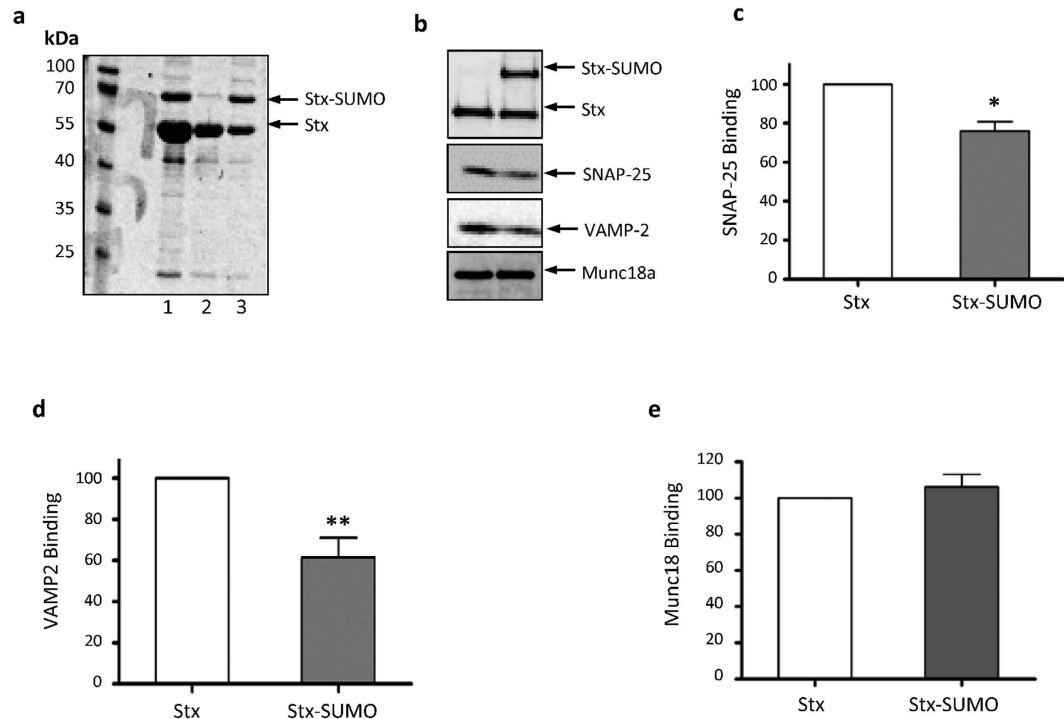 a
kDa
100
70
55
40
35
25
Stx-SUMO
Stx
1 2 3
b
Stx-SUMO
Stx
SNAP-25
VAMP-2
Munc18a
c
SNAP-25 Binding
100
80
60
40
20
0
*
Stx Stx-SUMO
d
VAMP2 Binding
100
80
60
40
20
0
**
Stx Stx-SUMO
e
Munc18 Binding
120
100
80
60
40
20
0
Stx Stx-SUMO